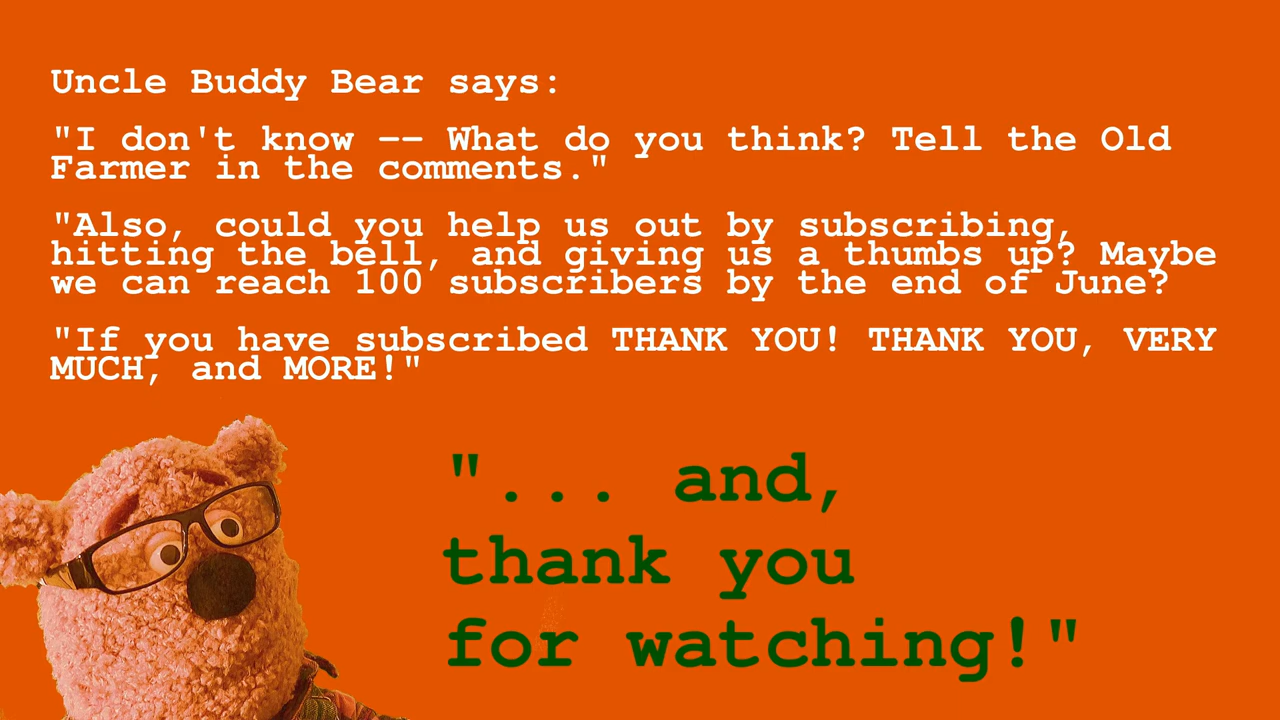 Uncle Buddy Bear says:
"I don't know -- What do you think? Tell the Old
Farmer in the comments."
"Also, could you help us out by subscribing,
hitting the bell, and giving us a thumbs up? Maybe
we can reach 100 subscribers by the end of June?
"If you have subscribed THANK YOU! THANK YOU, VERY
MUCH, and MORE!"
"... and,
thank you
for watching!"